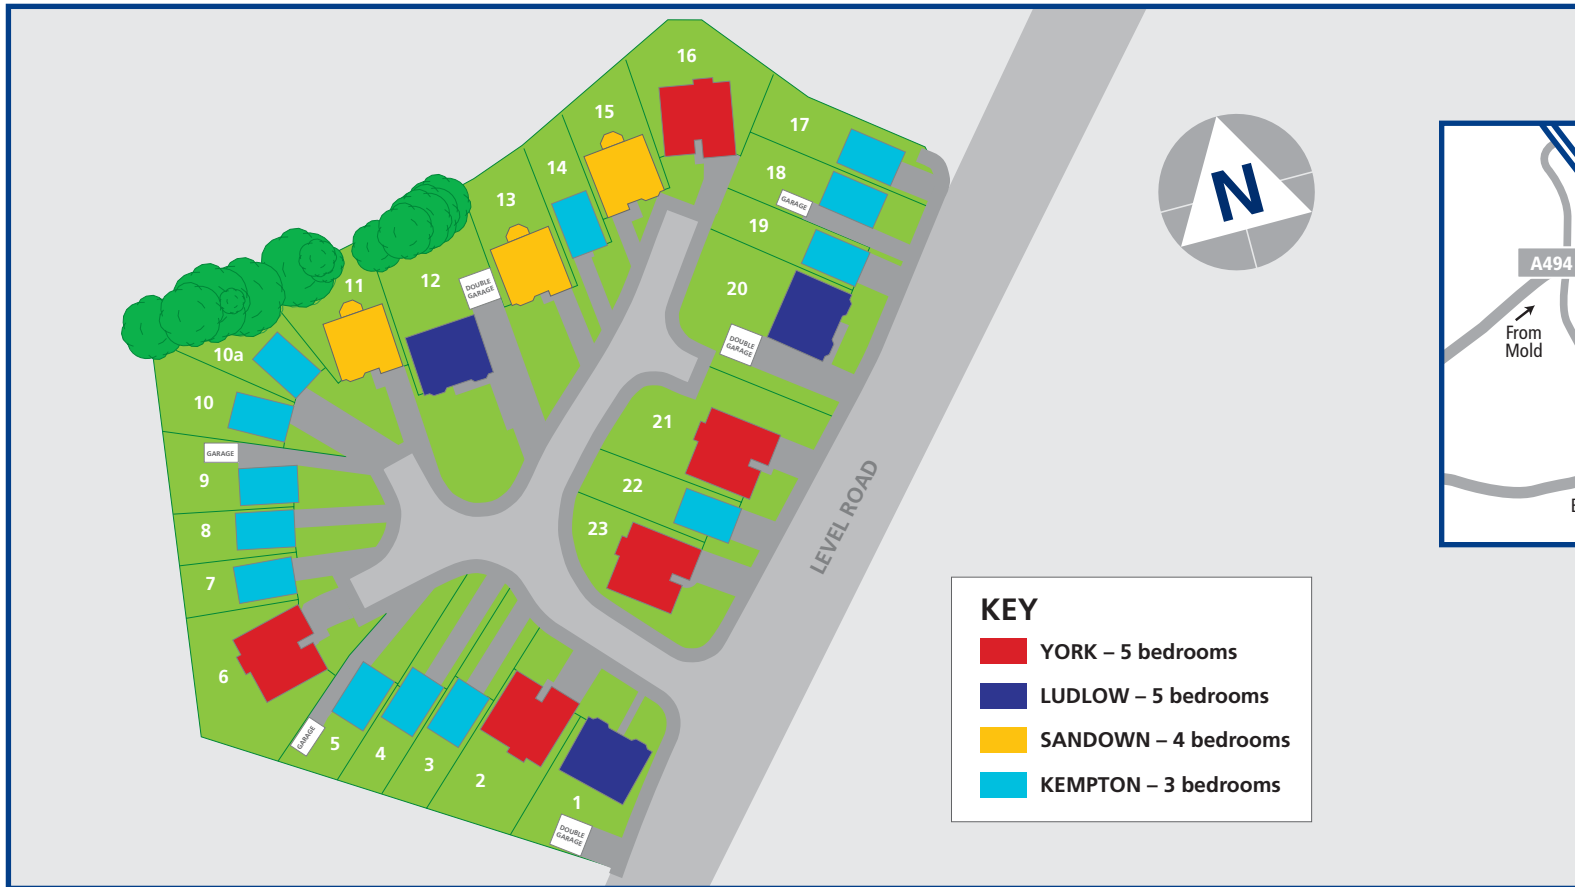 16
15
17
14
18
GARAGE
13
19
12
DOUBLE
GARAGE
11
20
DOUBLE
GARAGE
10a
10
21
GARAGE
9
22
8
23
7
6
5
GARAGE
4
3
2
1
DOUBLE
GARAGE
LEVEL ROAD
N
A494
From
Mold
KEY
YORK – 5 bedrooms
LUDLOW – 5 bedrooms
SANDOWN – 4 bedrooms
KEMPTON – 3 bedrooms